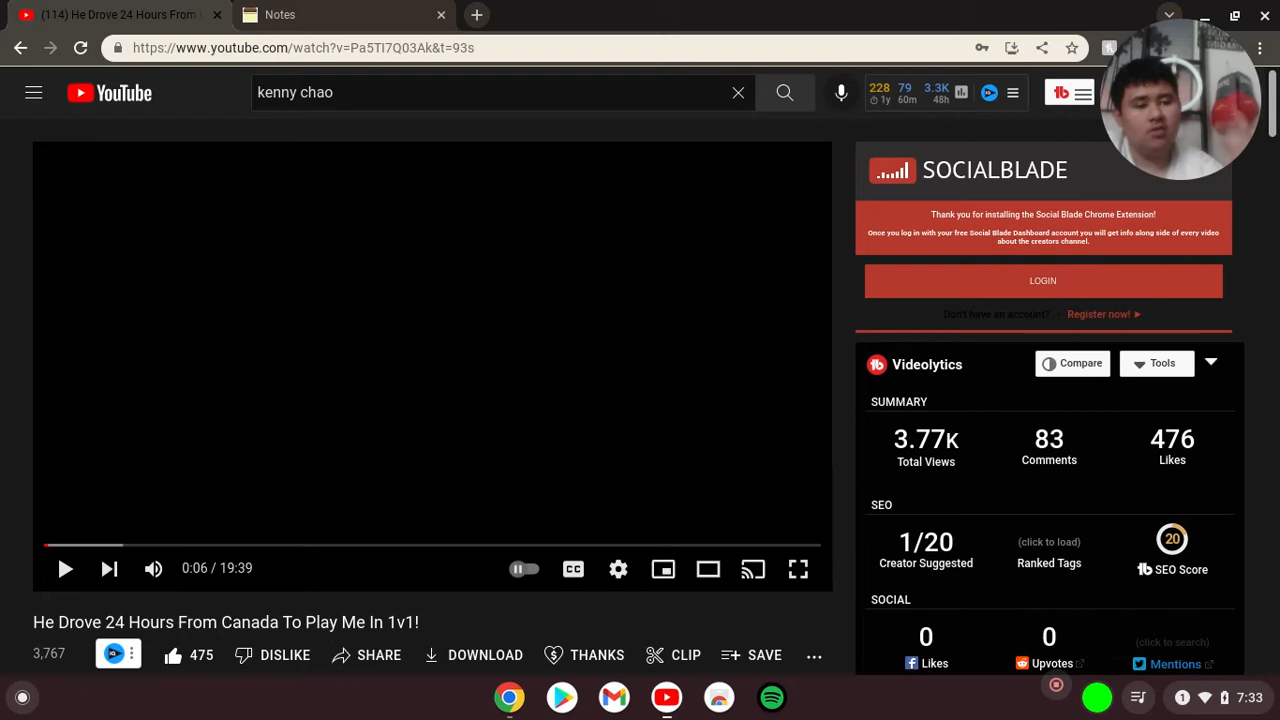 (114) He Drove 24 Hours From
Notes
https://www.youtube.com/watch?v=Pa5TI7Q03Ak&t=93s
YouTube
kenny chao
228
79
3.3K
1y
60m
48h
SOCIALBLADE
Thank you for installing the Social Blade Chrome Extension!
Once you log in with your free Social Blade Dashboard account you will get info along side of every video
about the creators channel.
LOGIN
Don't have an account? · Register now! ►
Videolytics
Compare
Tools
SUMMARY
3.77K
83
476
Total Views
Comments
Likes
SEO
1/20
(click to load)
20
Creator Suggested
Ranked Tags
tb SEO Score
SOCIAL
0
0
(click to search)
Likes
Upvotes
Mentions
0:06 / 19:39
CC
He Drove 24 Hours From Canada To Play Me In 1v1!
3,767
475
DISLIKE
SHARE
DOWNLOAD
THANKS
CLIP
SAVE
1
7:33